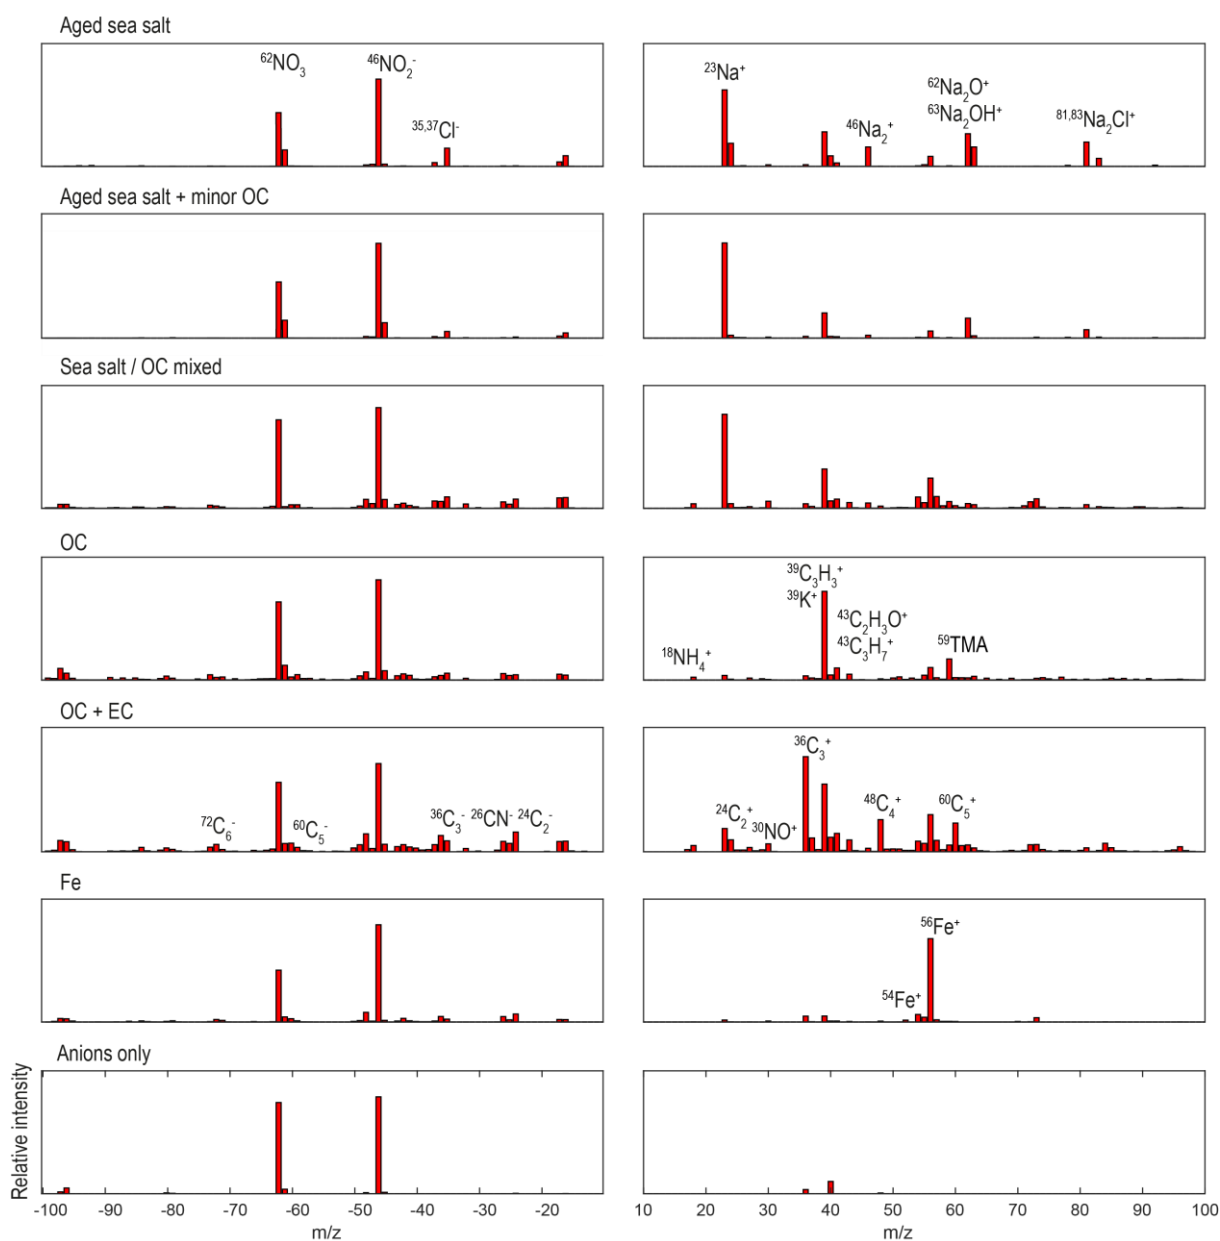 Aged sea salt
⁶²NO₃
⁴⁶NO₂⁻
³⁵,³⁷Cl⁻
²³Na⁺
⁴⁶Na₂⁺
⁶²Na₂O⁺
⁶³Na₂OH⁺
⁸¹,⁸³Na₂Cl⁺
Aged sea salt + minor OC
Sea salt / OC mixed
OC
¹⁸NH₄⁺
³⁹C₃H₃⁺
³⁹K⁺
⁴³C₂H₃O⁺
⁴³C₃H₇⁺
⁵⁹TMA
OC + EC
⁷²C₆⁻
⁶⁰C₅⁻
³⁶C₃⁻
²⁶CN⁻
²⁴C₂⁻
²⁴C₂⁺
³⁰NO⁺
³⁶C₃⁺
⁴⁸C₄⁺
⁶⁰C₅⁺
Fe
⁵⁴Fe⁺
⁵⁶Fe⁺
Anions only
Relative intensity
-100 -90 -80 -70 -60 -50 -40 -30 -20
10 20 30 40 50 60 70 80 90 100
m/z
m/z